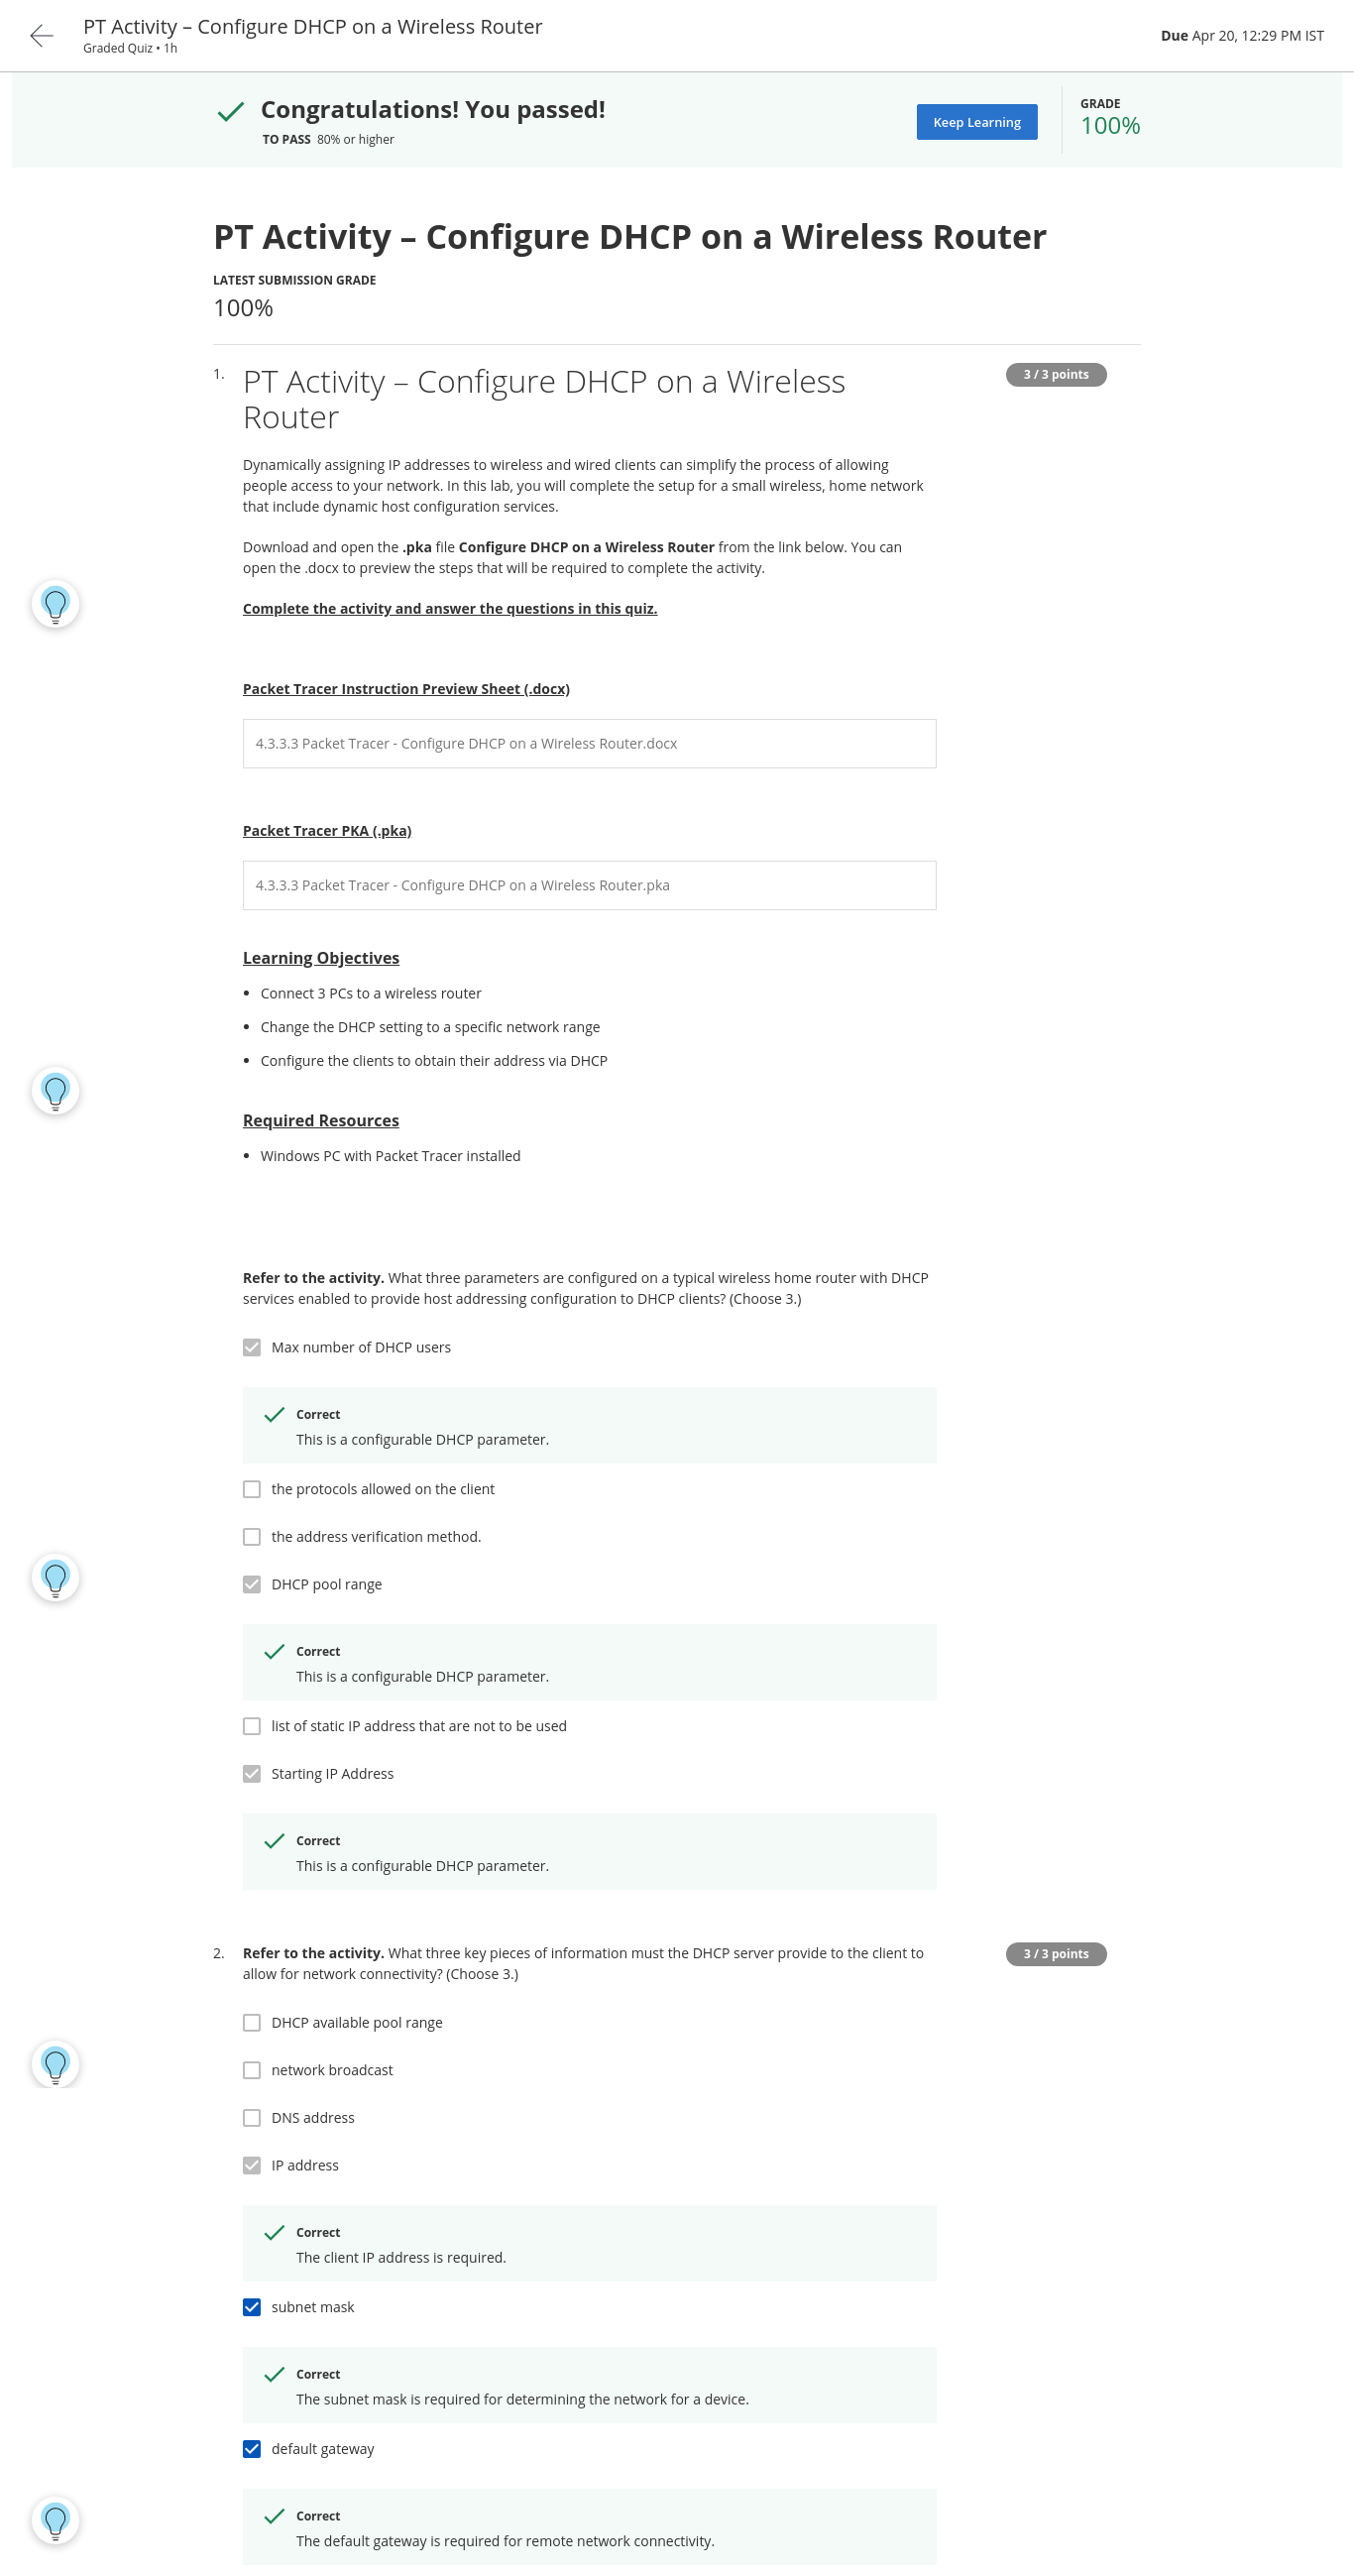 PT Activity – Configure DHCP on a Wireless Router
Graded Quiz • 1h
Due Apr 20, 12:29 PM IST
Congratulations! You passed!
TO PASS 80% or higher
Keep Learning
GRADE
100%
PT Activity – Configure DHCP on a Wireless Router
LATEST SUBMISSION GRADE
100%
1.
PT Activity – Configure DHCP on a Wireless
Router
3 / 3 points
Dynamically assigning IP addresses to wireless and wired clients can simplify the process of allowing
people access to your network. In this lab, you will complete the setup for a small wireless, home network
that include dynamic host configuration services.
Download and open the .pka file Configure DHCP on a Wireless Router from the link below. You can
open the .docx to preview the steps that will be required to complete the activity.
Complete the activity and answer the questions in this quiz.
Packet Tracer Instruction Preview Sheet (.docx)
4.3.3.3 Packet Tracer - Configure DHCP on a Wireless Router.docx
Packet Tracer PKA (.pka)
4.3.3.3 Packet Tracer - Configure DHCP on a Wireless Router.pka
Learning Objectives
• Connect 3 PCs to a wireless router
• Change the DHCP setting to a specific network range
• Configure the clients to obtain their address via DHCP
Required Resources
• Windows PC with Packet Tracer installed
Refer to the activity. What three parameters are configured on a typical wireless home router with DHCP
services enabled to provide host addressing configuration to DHCP clients? (Choose 3.)
Max number of DHCP users
Correct
This is a configurable DHCP parameter.
the protocols allowed on the client
the address verification method.
DHCP pool range
Correct
This is a configurable DHCP parameter.
list of static IP address that are not to be used
Starting IP Address
Correct
This is a configurable DHCP parameter.
2.
Refer to the activity. What three key pieces of information must the DHCP server provide to the client to
allow for network connectivity? (Choose 3.)
3 / 3 points
DHCP available pool range
network broadcast
DNS address
IP address
Correct
The client IP address is required.
subnet mask
Correct
The subnet mask is required for determining the network for a device.
default gateway
Correct
The default gateway is required for remote network connectivity.